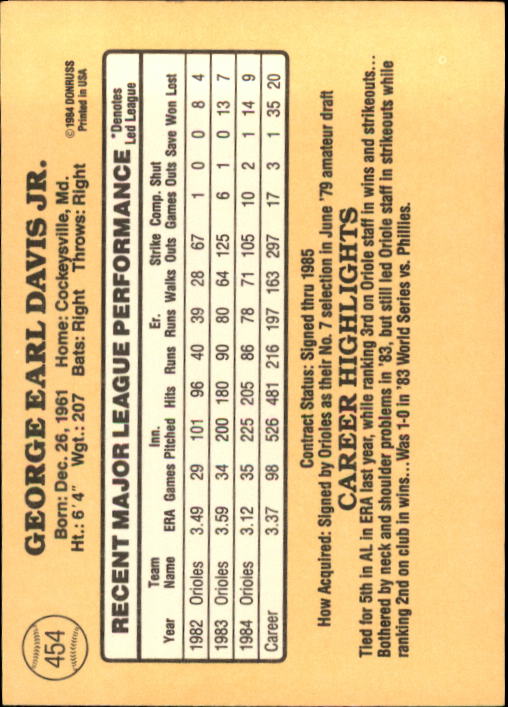 454
GEORGE EARL DAVIS JR.
Born: Dec. 26, 1961 Home: Cockeysville, Md.
Ht.: 6'4" Wgt.: 207 Bats: Right Throws: Right
© 1984 DONRUSS
Printed in USA
RECENT MAJOR LEAGUE PERFORMANCE
*Denotes
Led League
Team Inn. Er. Strike Comp. Shut
Year Name ERA Games Pitched Hits Runs Runs Walks Outs Games Outs Save Won Lost
1982 Orioles 3.49 29 101 96 40 39 28 67 1 0 0 8 4
1983 Orioles 3.59 34 200 180 90 80 64 125 6 1 0 13 7
1984 Orioles 3.12 35 225 205 86 78 71 105 10 2 1 14 9
Career 3.37 98 526 481 216 197 163 297 17 3 1 35 20
Contract Status: Signed thru 1985
How Acquired: Signed by Orioles as their No. 7 selection in June '79 amateur draft
CAREER HIGHLIGHTS
Tied for 5th in AL in ERA last year, while ranking 3rd on Oriole staff in wins and strikeouts...
Bothered by neck and shoulder problems in '83, but still led Oriole staff in strikeouts while
ranking 2nd on club in wins...Was 1-0 in '83 World Series vs. Phillies.